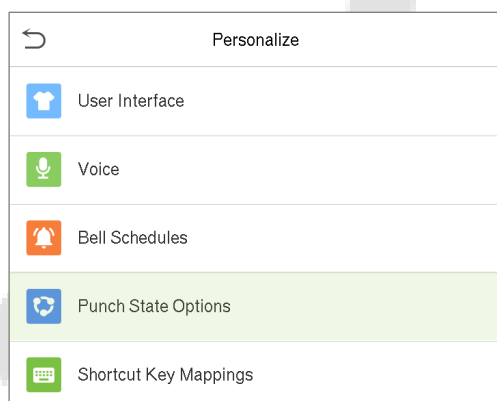 Personalize
User Interface
Voice
Bell Schedules
Punch State Options
Shortcut Key Mappings